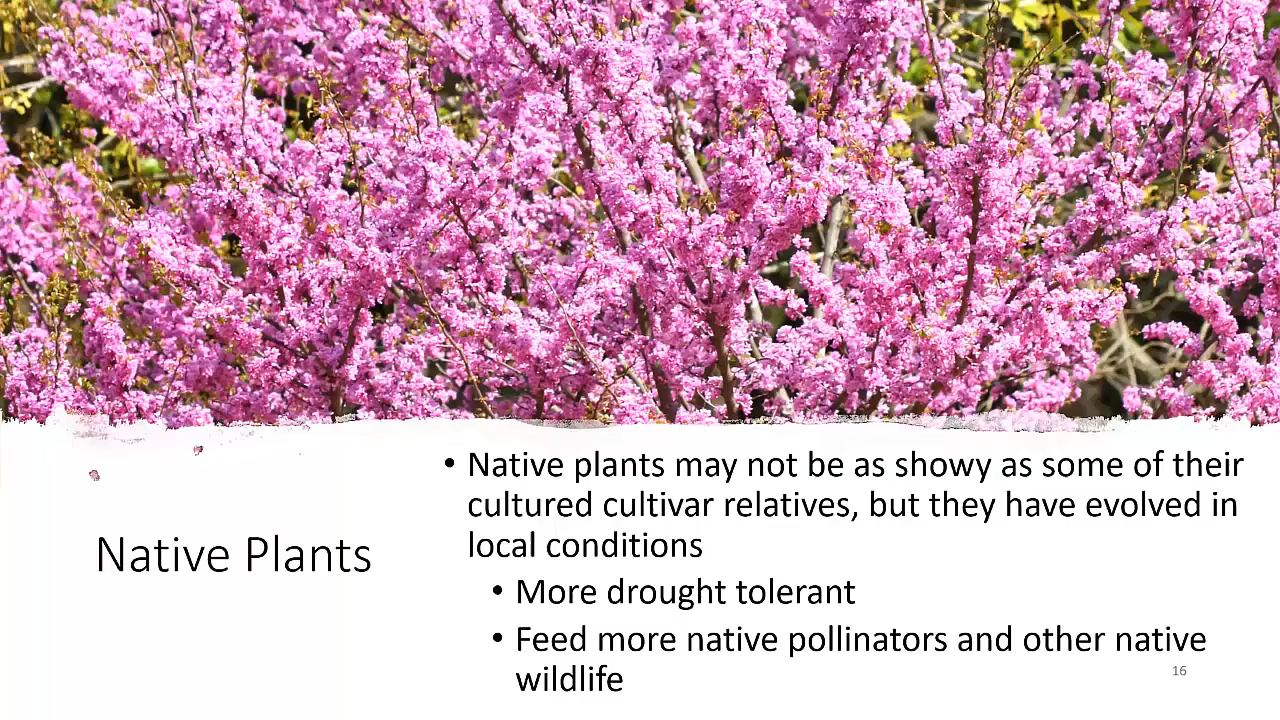 Native Plants
• Native plants may not be as showy as some of their
cultured cultivar relatives, but they have evolved in
local conditions
• More drought tolerant
• Feed more native pollinators and other native
wildlife
16